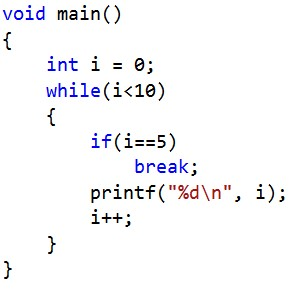 void main()
{
    int i = 0;
    while(i<10)
    {
        if(i==5)
            break;
        printf("%d\n", i);
        i++;
    }
}